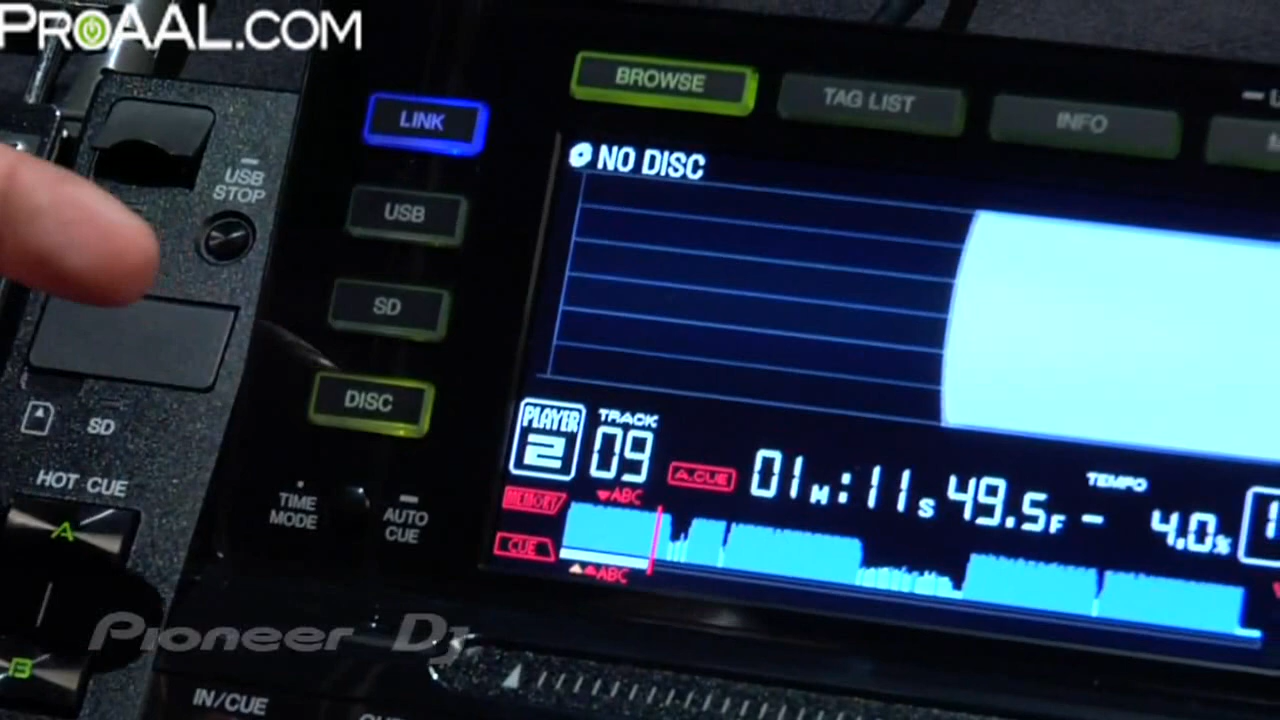 PROAAL.COM
BROWSE
TAG LIST
INFO
LINK
USB STOP
USB
NO DISC
SD
DISC
SD
HOT CUE
A
B
TIME MODE
AUTO CUE
PLAYER 2
TRACK 09
A.CUE
01M:11S49.5F
TEMPO
- 4.0%
MEMORY
ABC
CUE
ABC
Pioneer DJ
IN/CUE